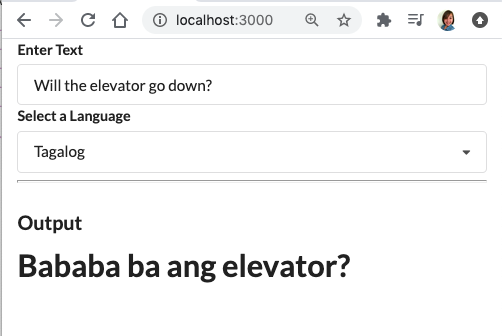 localhost:3000
Enter Text
Will the elevator go down?
Select a Language
Tagalog
Output
Bababa ba ang elevator?